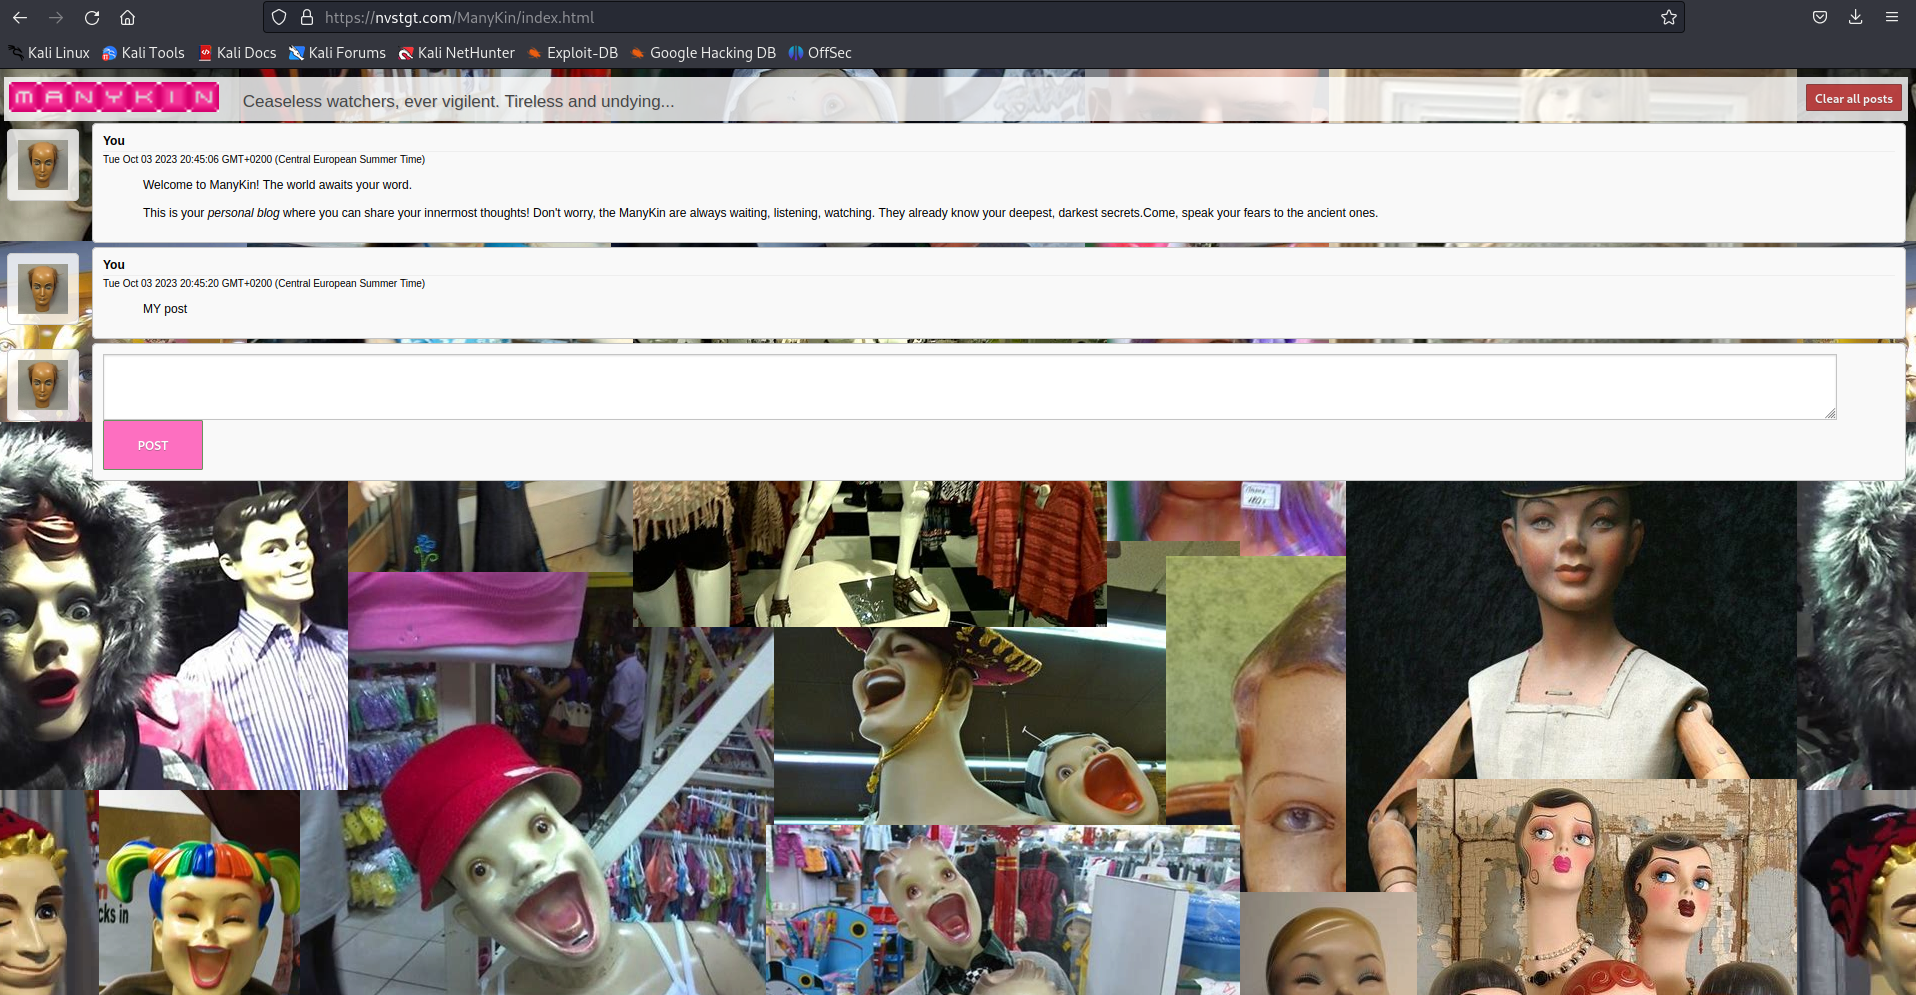 https://nvstgt.com/ManyKin/index.html
Kali Linux Kali Tools Kali Docs Kali Forums Kali NetHunter Exploit-DB Google Hacking DB OffSec
MANYKIN Ceaseless watchers, ever vigilent. Tireless and undying... Clear all posts
You
Tue Oct 03 2023 20:45:06 GMT+0200 (Central European Summer Time)
Welcome to ManyKin! The world awaits your word.
This is your personal blog where you can share your innermost thoughts! Don't worry, the ManyKin are always waiting, listening, watching. They already know your deepest, darkest secrets.Come, speak your fears to the ancient ones.
You
Tue Oct 03 2023 20:45:20 GMT+0200 (Central European Summer Time)
MY post
POST
cks in